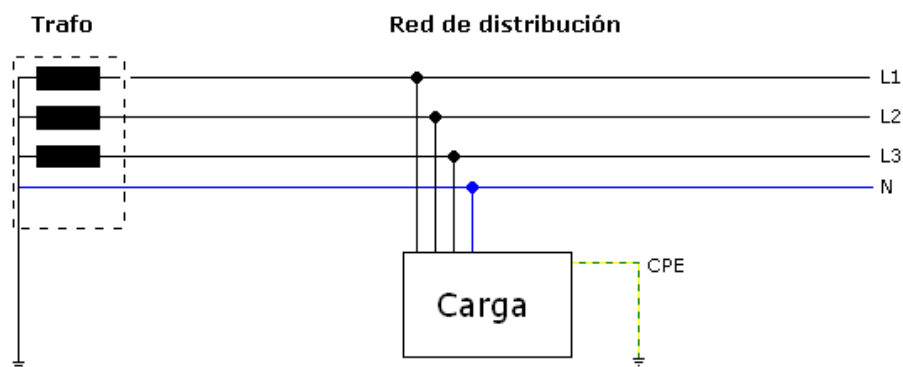 Trafo
Red de distribución
L1
L2
L3
N
CPE
Carga